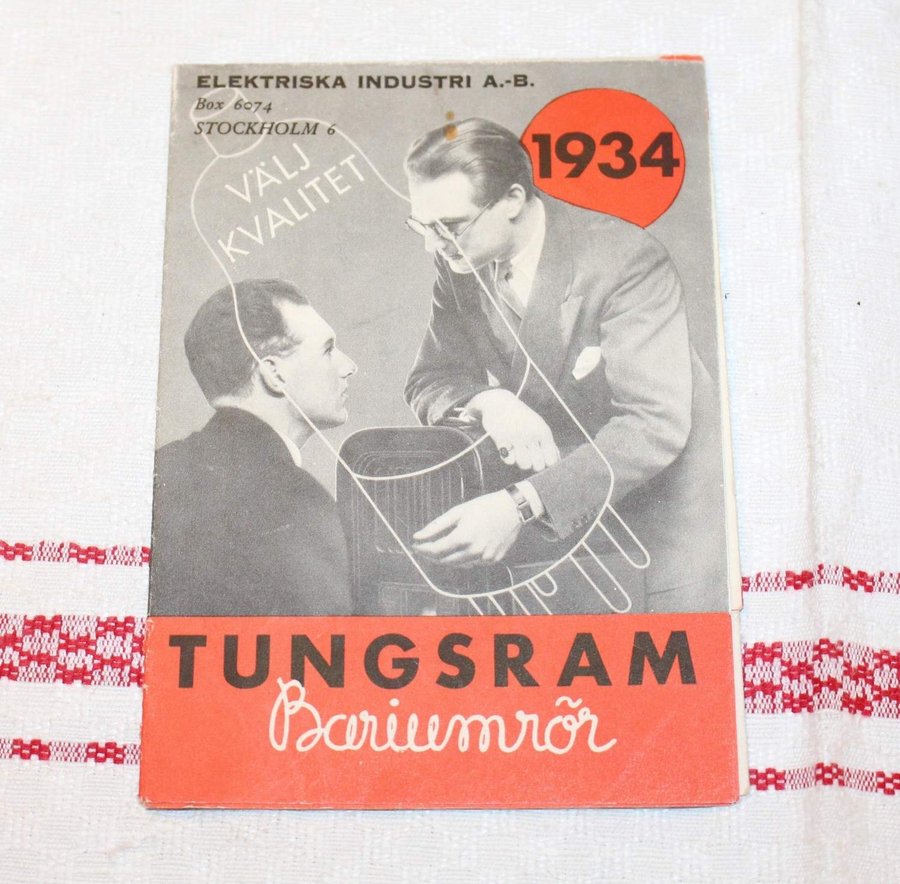 ELEKTRISKA INDUSTRI A.-B.
Box 6074
STOCKHOLM 6
1934
VÄLJ
KVALITET
TUNGSRAM
Bariumrör